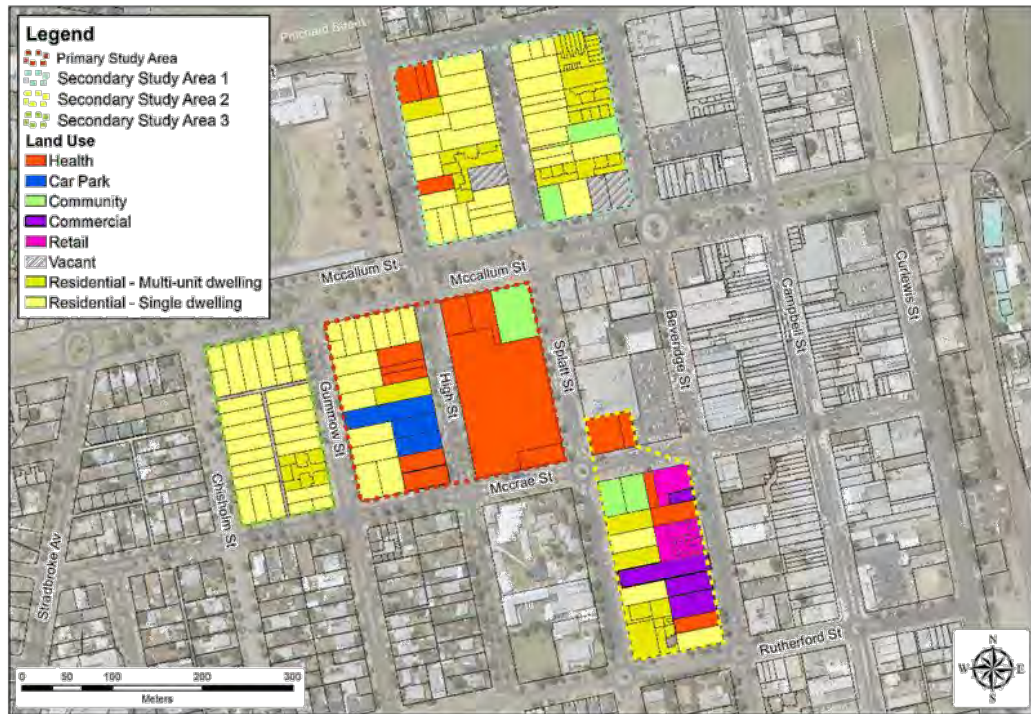 Prichard Street
Legend
Primary Study Area
Secondary Study Area 1
Secondary Study Area 2
Secondary Study Area 3
Land Use
Health
Car Park
Community
Commercial
Retail
Vacant
Residential - Multi-unit dwelling
Residential - Single dwelling
Mccallum St
Mccallum St
Curlewis St
Campbell St
Beveridge St
Splatt St
High St
Gummow St
Chisholm St
Stradbroke Av
Mccrae St
Rutherford St
0 50 100 200 300
Meters
N
W E
S